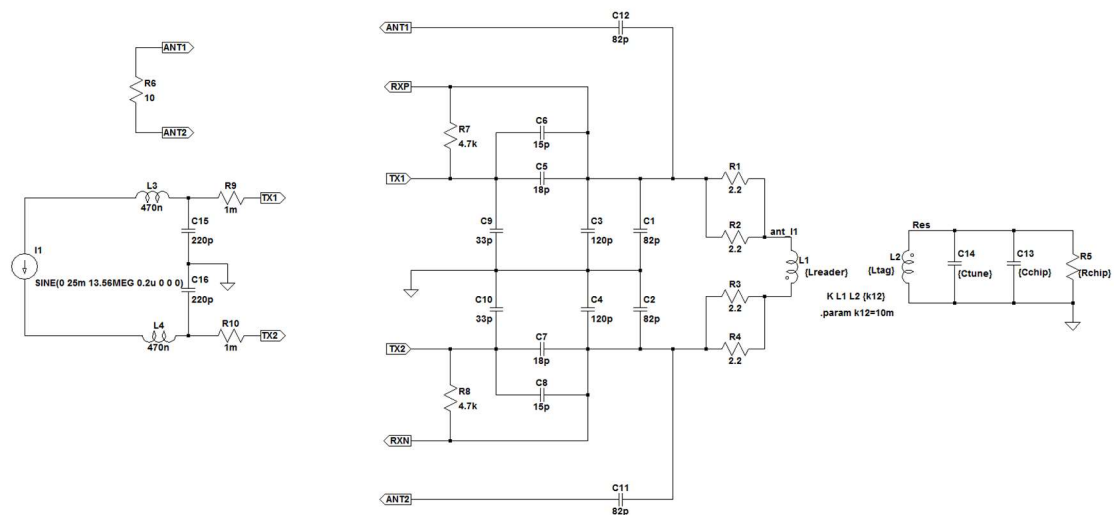 C12
ANT1
82p
ANT1
R6
10
ANT2
RXP
R7
4.7k
C6
15p
C5
18p
TX1
R1
2.2
R2
2.2
C9
33p
C3
120p
C1
82p
ant_l1
L1
{Lreader}
L3
470n
R9
1m
TX1
C15
220p
I1
SINE(0 25m 13.56MEG 0.2u 0 0 0)
C16
220p
L4
470n
R10
1m
TX2
C10
33p
C4
120p
C2
82p
R3
2.2
R4
2.2
TX2
C7
18p
C8
15p
R8
4.7k
RXN
C11
ANT2
82p
K L1 L2 {k12}
.param k12=10m
Res
L2
{Ltag}
C14
{Ctune}
C13
{Cchip}
R5
{Rchip}